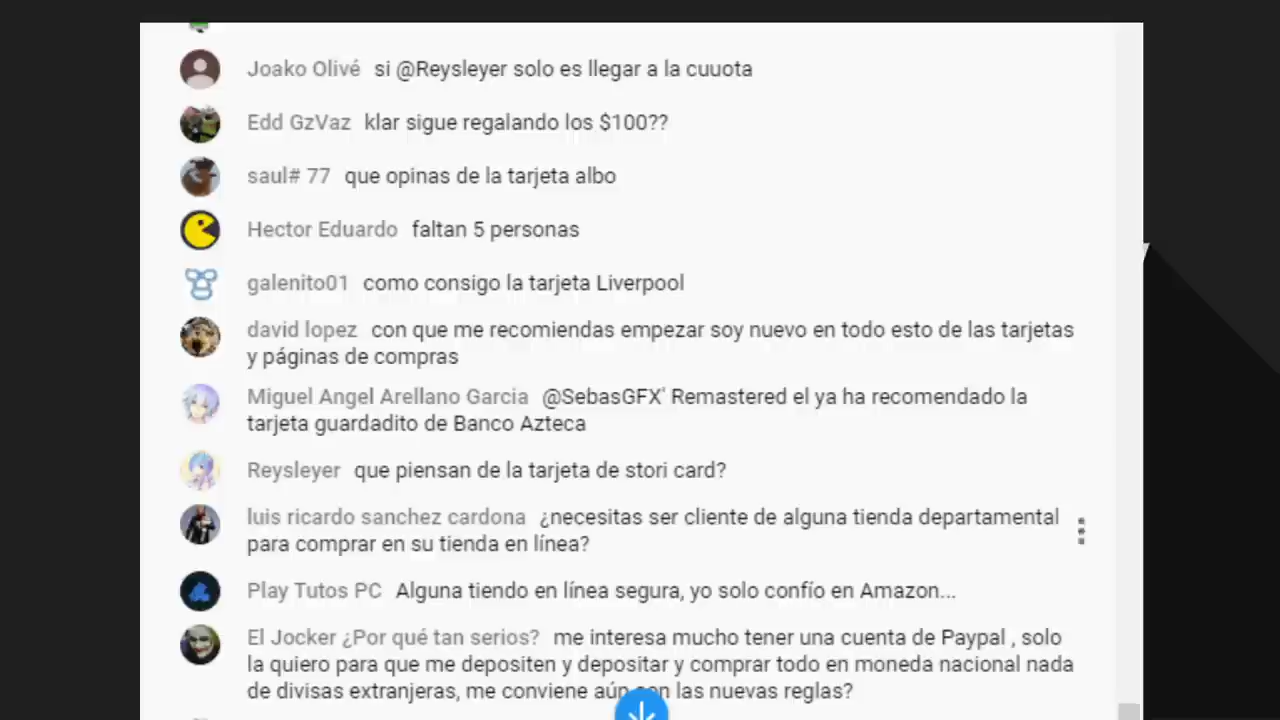 Joako Olivé si @Reysleyer solo es llegar a la cuuota
Edd GzVaz klar sigue regalando los $100??
saul# 77 que opinas de la tarjeta albo
Hector Eduardo faltan 5 personas
galenito01 como consigo la tarjeta Liverpool
david lopez con que me recomiendas empezar soy nuevo en todo esto de las tarjetas
y páginas de compras
Miguel Angel Arellano Garcia @SebasGFX' Remastered el ya ha recomendado la
tarjeta guardadito de Banco Azteca
Reysleyer que piensan de la tarjeta de stori card?
luis ricardo sanchez cardona ¿necesitas ser cliente de alguna tienda departamental
para comprar en su tienda en línea?
Play Tutos PC Alguna tiendo en línea segura, yo solo confío en Amazon...
El Jocker ¿Por qué tan serios? me interesa mucho tener una cuenta de Paypal , solo
la quiero para que me depositen y depositar y comprar todo en moneda nacional nada
de divisas extranjeras, me conviene aún con las nuevas reglas?